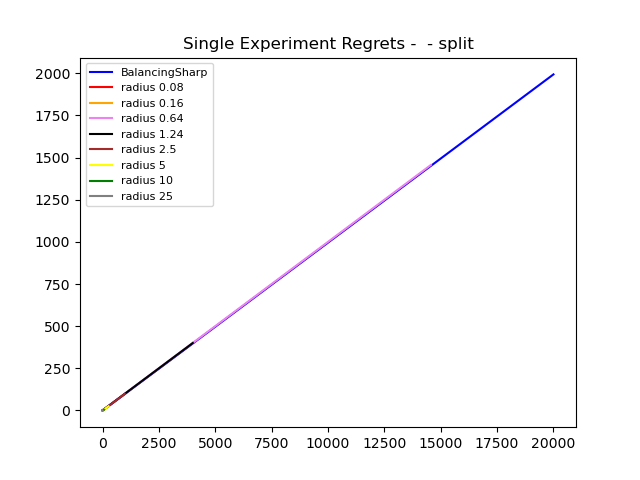 Single Experiment Regrets -  - split
BalancingSharp
radius 0.08
radius 0.16
radius 0.64
radius 1.24
radius 2.5
radius 5
radius 10
radius 25
2000
1750
1500
1250
1000
750
500
250
0
0 2500 5000 7500 10000 12500 15000 17500 20000